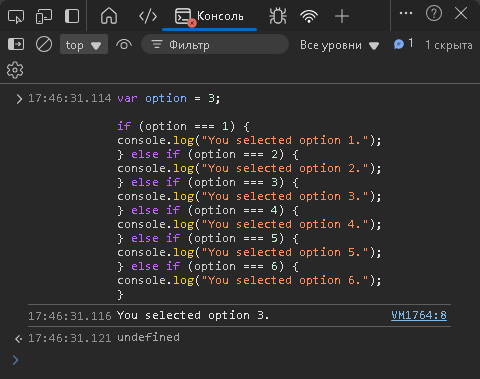 Консоль
top
Фильтр
Все уровни
1
1 скрыта
17:46:31.114 var option = 3;
if (option === 1) {
console.log("You selected option 1.");
} else if (option === 2) {
console.log("You selected option 2.");
} else if (option === 3) {
console.log("You selected option 3.");
} else if (option === 4) {
console.log("You selected option 4.");
} else if (option === 5) {
console.log("You selected option 5.");
} else if (option === 6) {
console.log("You selected option 6.");
}
17:46:31.116 You selected option 3. VM1764:8
17:46:31.121 undefined